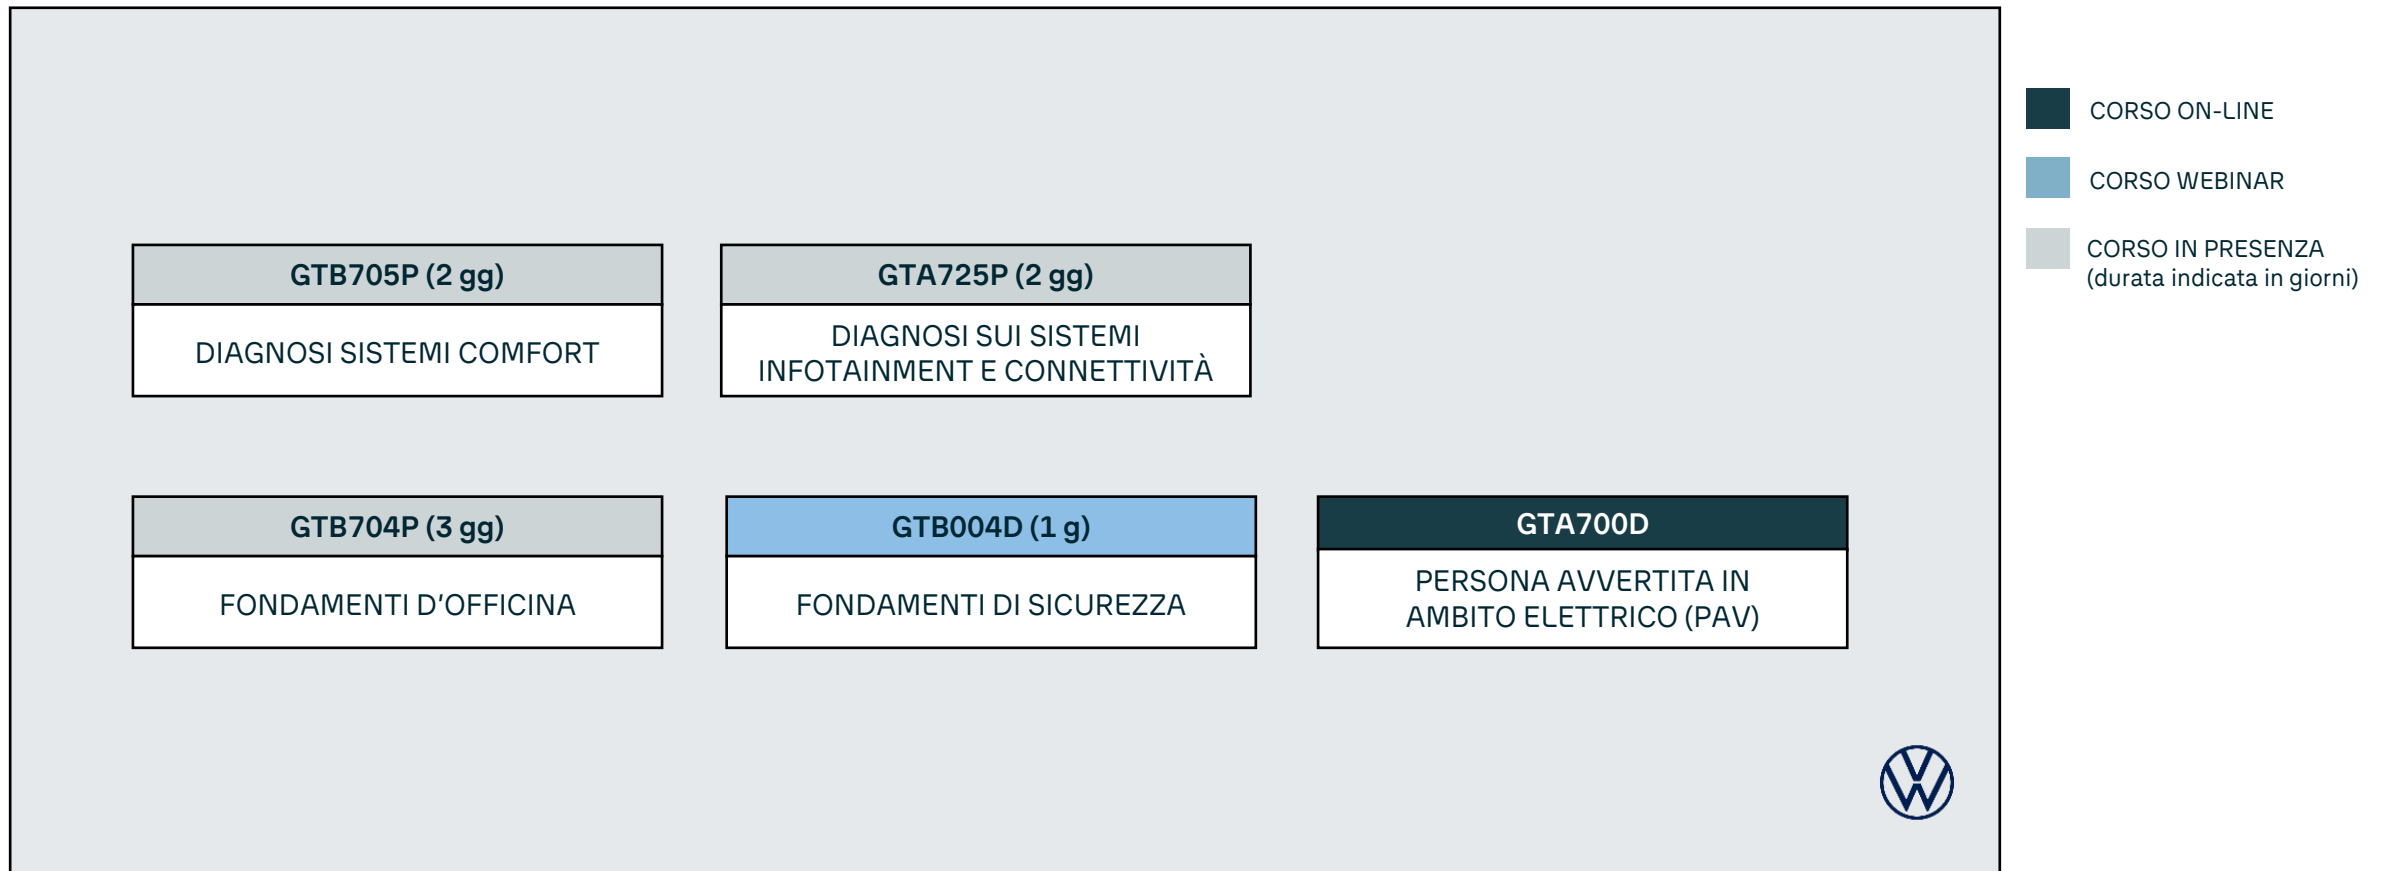 CORSO ON-LINE
CORSO WEBINAR
CORSO IN PRESENZA
(durata indicata in giorni)
GTB705P (2 gg)
DIAGNOSI SISTEMI COMFORT
GTA725P (2 gg)
DIAGNOSI SUI SISTEMI
INFOTAINMENT E CONNETTIVITÀ
GTB704P (3 gg)
FONDAMENTI D’OFFICINA
GTB004D (1 g)
FONDAMENTI DI SICUREZZA
GTA700D
PERSONA AVVERTITA IN
AMBITO ELETTRICO (PAV)